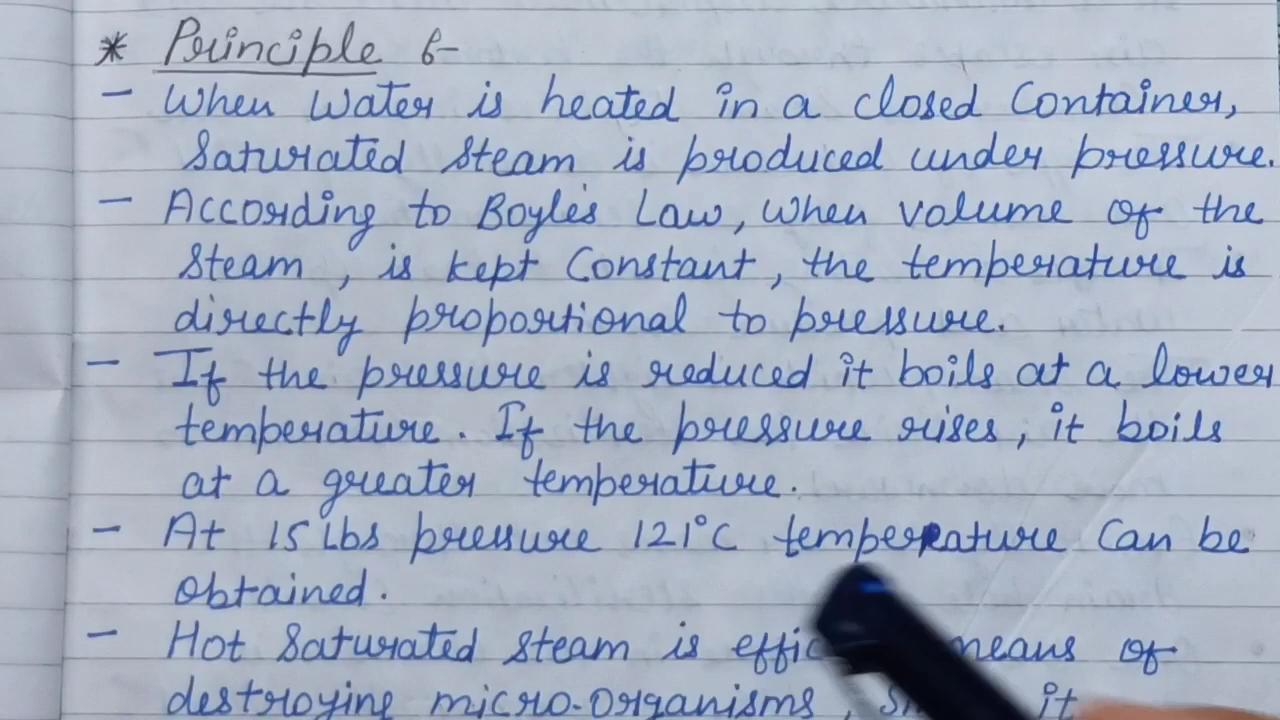 * Principle :-
- When Water is heated in a closed Container,
Saturated steam is produced under pressure.
- According to Boyle's Law, when volume of the
steam, is kept Constant, the temperature is
directly proportional to pressure.
- If the pressure is reduced it boils at a lower
temperature. If the pressure rises, it boils
at a greater temperature.
- At 15 lbs pressure 121°C temperature Can be
obtained.
- Hot Saturated steam is means of
destroying micro-organisms, it